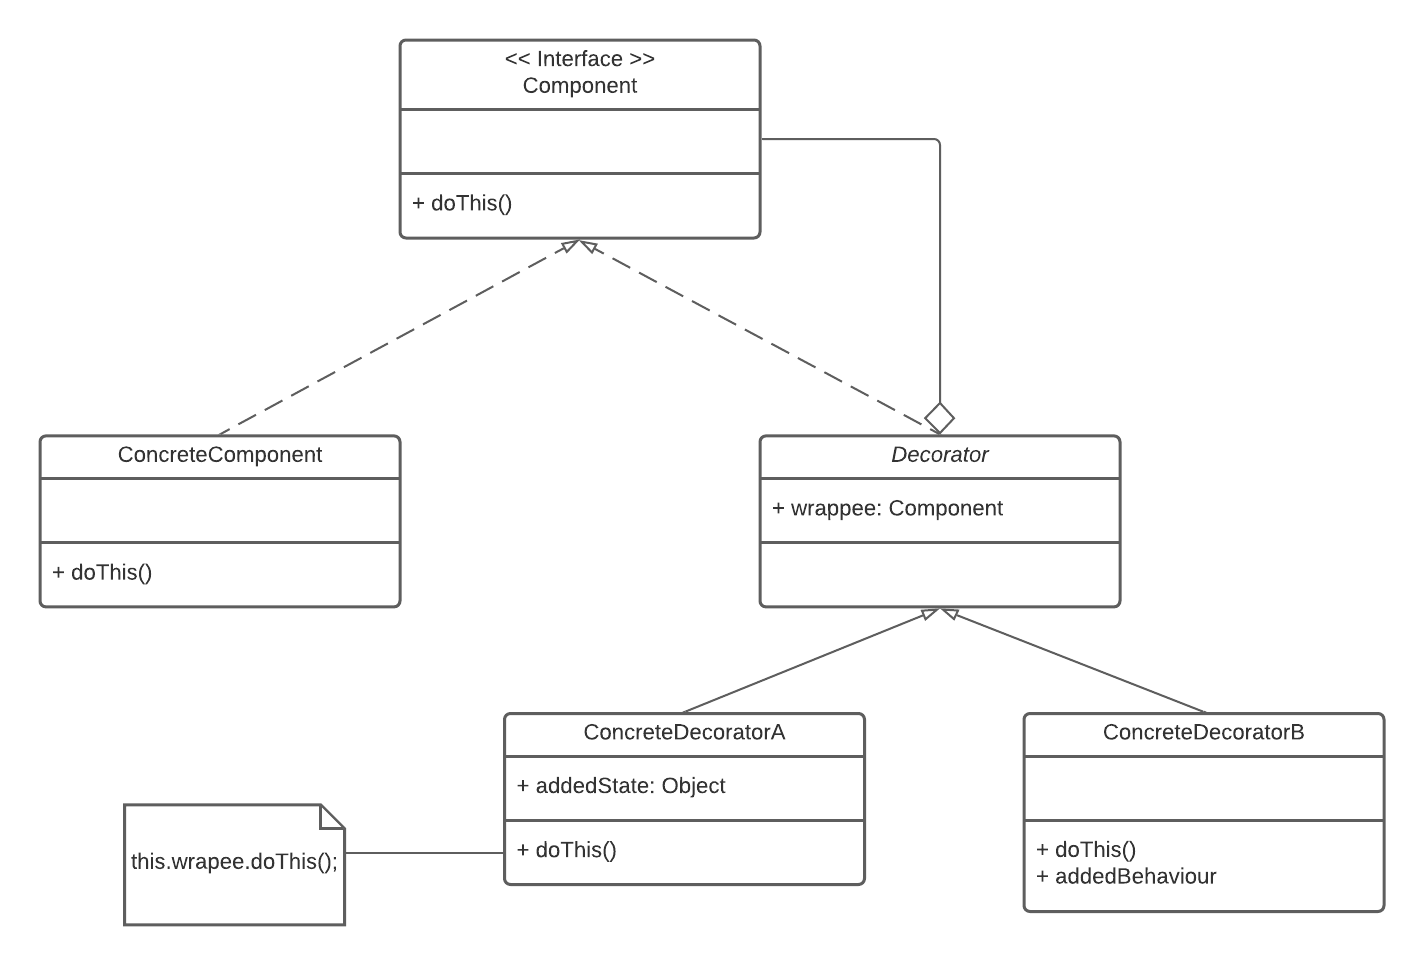 << Interface >>
Component
+ doThis()
ConcreteComponent
+ doThis()
Decorator
+ wrappee: Component
ConcreteDecoratorA
+ addedState: Object
+ doThis()
this.wrapee.doThis();
ConcreteDecoratorB
+ doThis()
+ addedBehaviour